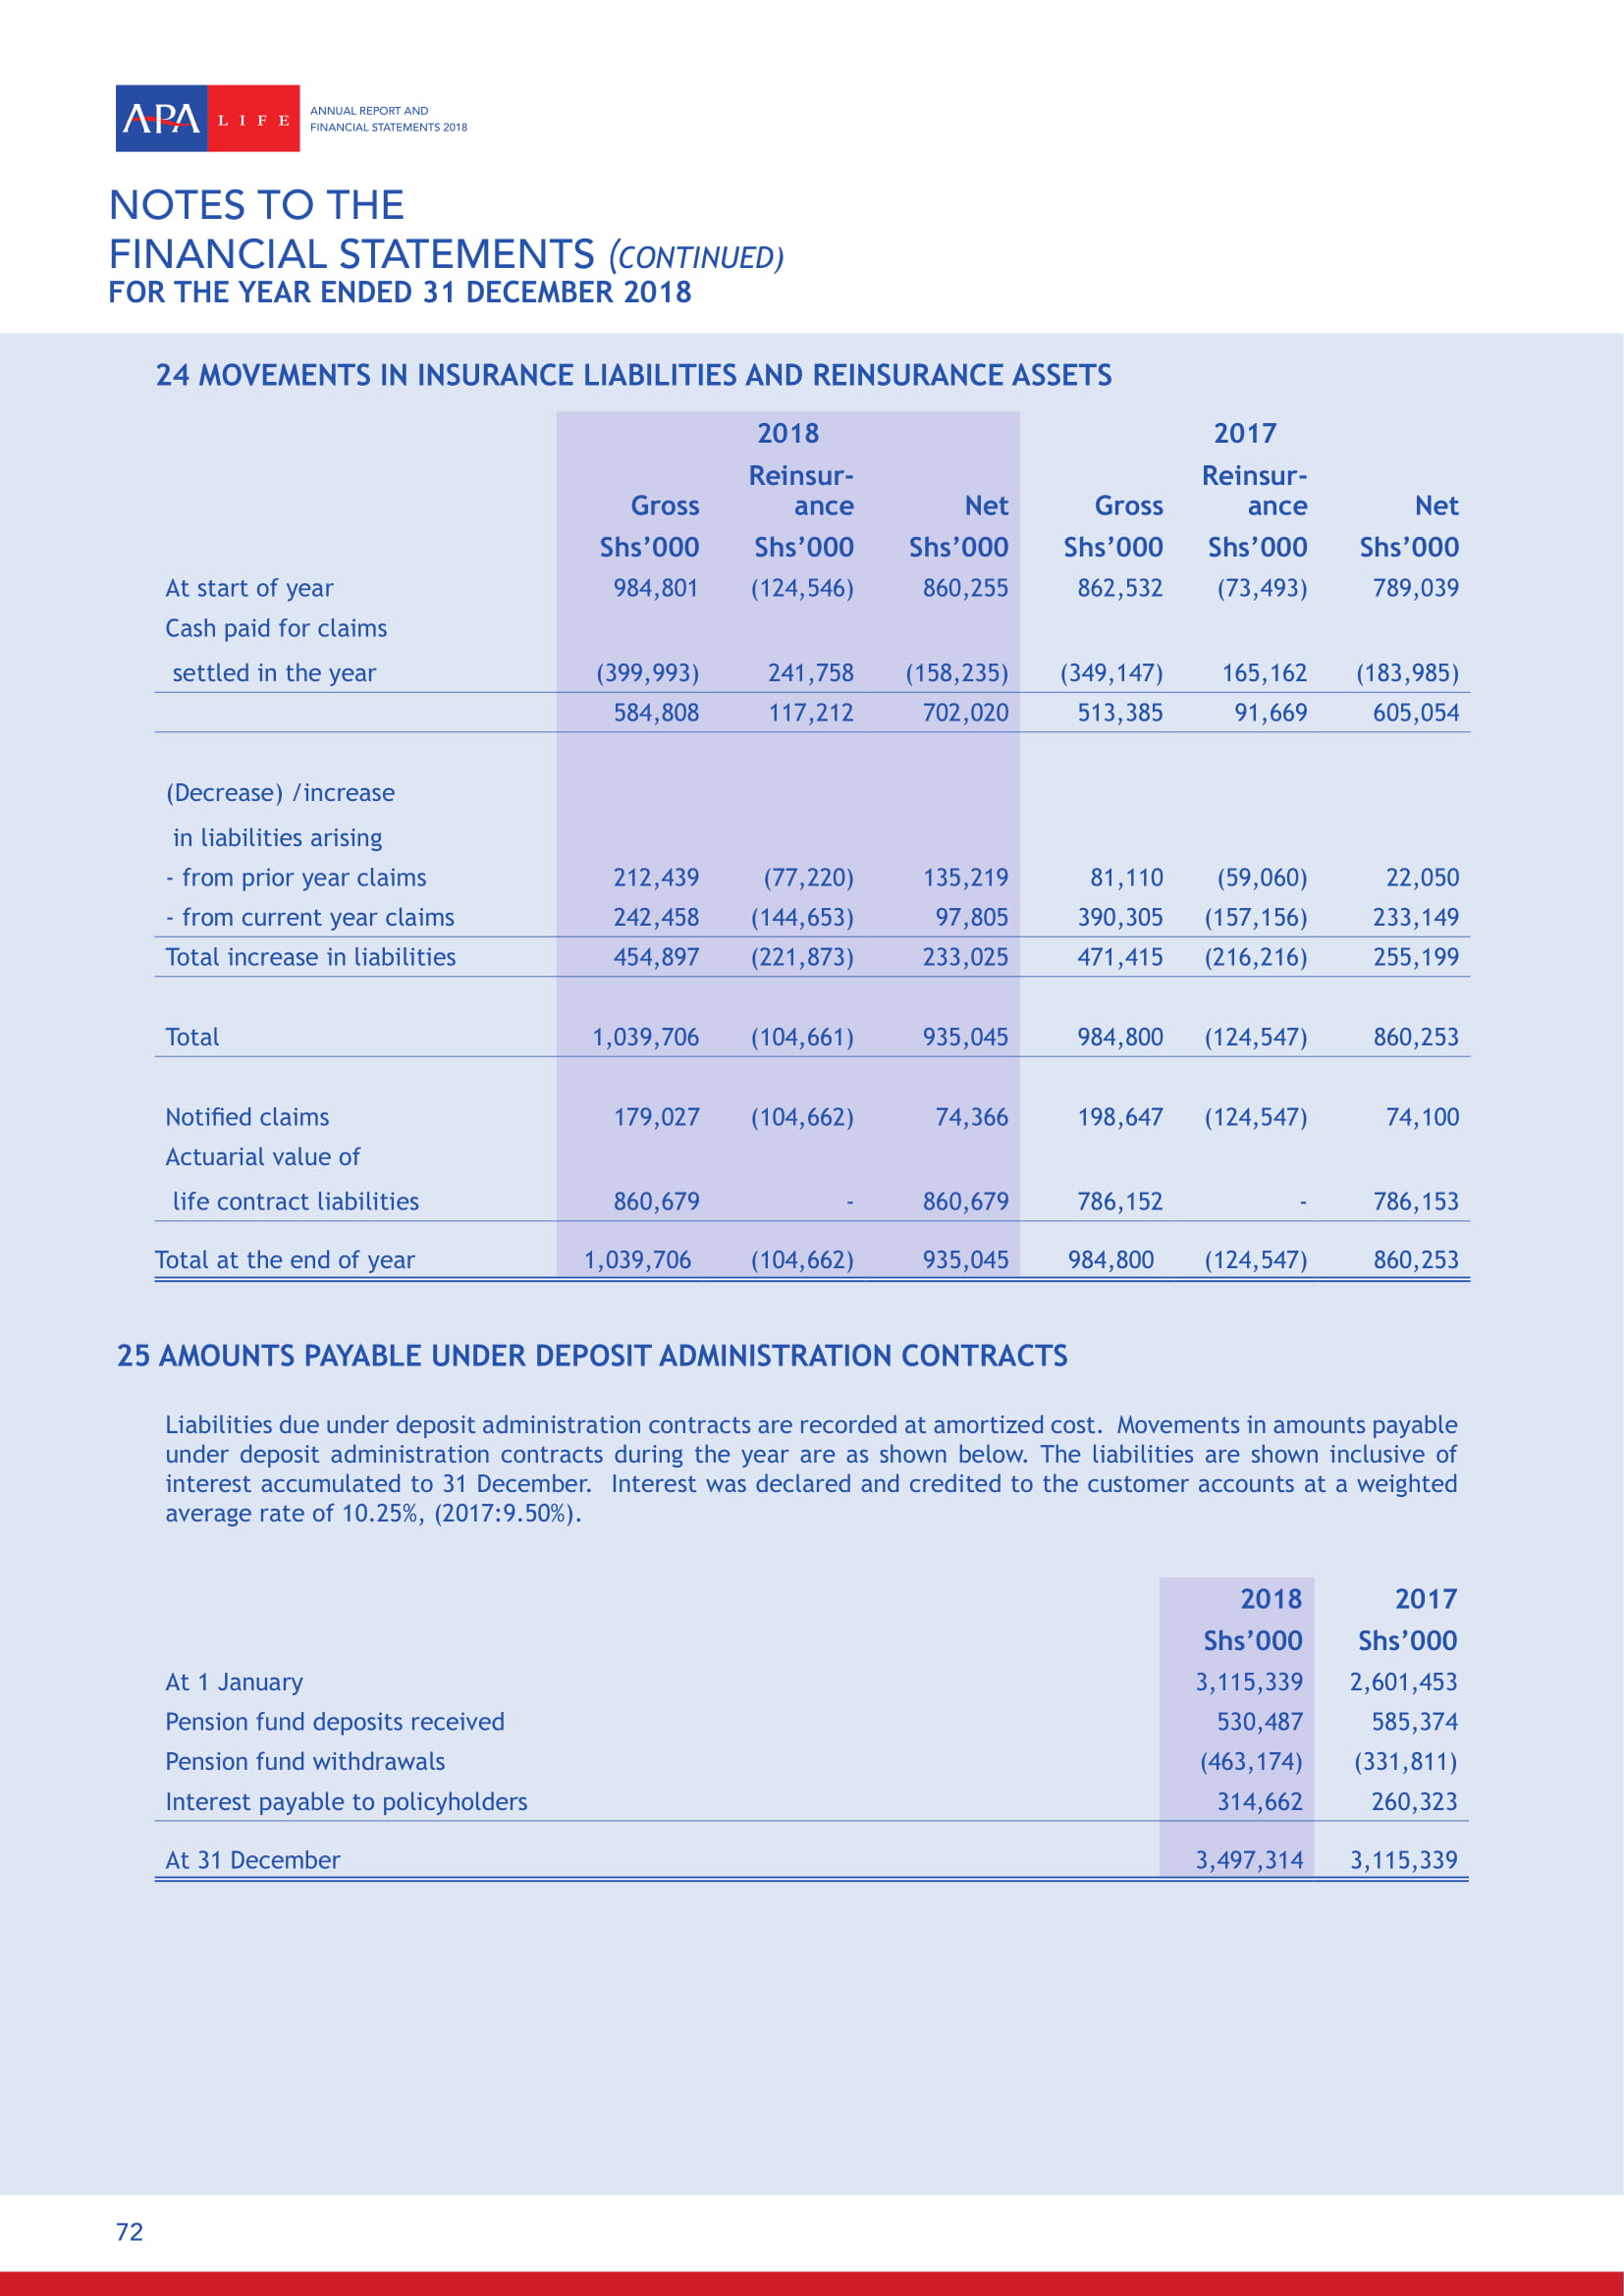 APA LIFE
ANNUAL REPORT AND
FINANCIAL STATEMENTS 2018
NOTES TO THE
FINANCIAL STATEMENTS (CONTINUED)
FOR THE YEAR ENDED 31 DECEMBER 2018
24 MOVEMENTS IN INSURANCE LIABILITIES AND REINSURANCE ASSETS
2018 2017
Reinsur- Reinsur-
Gross ance Net Gross ance Net
Shs’000 Shs’000 Shs’000 Shs’000 Shs’000 Shs’000
At start of year 984,801 (124,546) 860,255 862,532 (73,493) 789,039
Cash paid for claims
settled in the year (399,993) 241,758 (158,235) (349,147) 165,162 (183,985)
584,808 117,212 702,020 513,385 91,669 605,054
(Decrease) /increase
in liabilities arising
- from prior year claims 212,439 (77,220) 135,219 81,110 (59,060) 22,050
- from current year claims 242,458 (144,653) 97,805 390,305 (157,156) 233,149
Total increase in liabilities 454,897 (221,873) 233,025 471,415 (216,216) 255,199
Total 1,039,706 (104,661) 935,045 984,800 (124,547) 860,253
Notified claims 179,027 (104,662) 74,366 198,647 (124,547) 74,100
Actuarial value of
life contract liabilities 860,679 - 860,679 786,152 - 786,153
Total at the end of year 1,039,706 (104,662) 935,045 984,800 (124,547) 860,253
25 AMOUNTS PAYABLE UNDER DEPOSIT ADMINISTRATION CONTRACTS
Liabilities due under deposit administration contracts are recorded at amortized cost. Movements in amounts payable
under deposit administration contracts during the year are as shown below. The liabilities are shown inclusive of
interest accumulated to 31 December. Interest was declared and credited to the customer accounts at a weighted
average rate of 10.25%, (2017:9.50%).
2018 2017
Shs’000 Shs’000
At 1 January 3,115,339 2,601,453
Pension fund deposits received 530,487 585,374
Pension fund withdrawals (463,174) (331,811)
Interest payable to policyholders 314,662 260,323
At 31 December 3,497,314 3,115,339
72